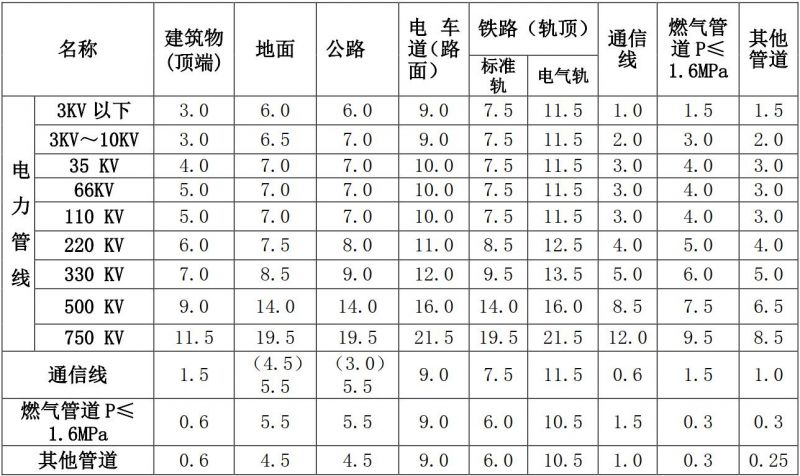 名称 建筑物(顶端) 地面 公路 电车道(路面) 铁路（轨顶） 通信线 燃气管道P≤1.6MPa 其他管道
标准轨 电气轨
电力管线
3KV以下 3.0 6.0 6.0 9.0 7.5 11.5 1.0 1.5 1.5
3KV～10KV 3.0 6.5 7.0 9.0 7.5 11.5 2.0 3.0 2.0
35 KV 4.0 7.0 7.0 10.0 7.5 11.5 3.0 4.0 3.0
66KV 5.0 7.0 7.0 10.0 7.5 11.5 3.0 4.0 3.0
110 KV 5.0 7.0 7.0 10.0 7.5 11.5 3.0 4.0 3.0
220 KV 6.0 7.5 8.0 11.0 8.5 12.5 4.0 5.0 4.0
330 KV 7.0 8.5 9.0 12.0 9.5 13.5 5.0 6.0 5.0
500 KV 9.0 14.0 14.0 16.0 14.0 16.0 8.5 7.5 6.5
750 KV 11.5 19.5 19.5 21.5 19.5 21.5 12.0 9.5 8.5
通信线 1.5 (4.5)5.5 (3.0)5.5 9.0 7.5 11.5 0.6 1.5 1.0
燃气管道P≤1.6MPa 0.6 5.5 5.5 9.0 6.0 10.5 1.5 0.3 0.3
其他管道 0.6 4.5 4.5 9.0 6.0 10.5 1.0 0.3 0.25